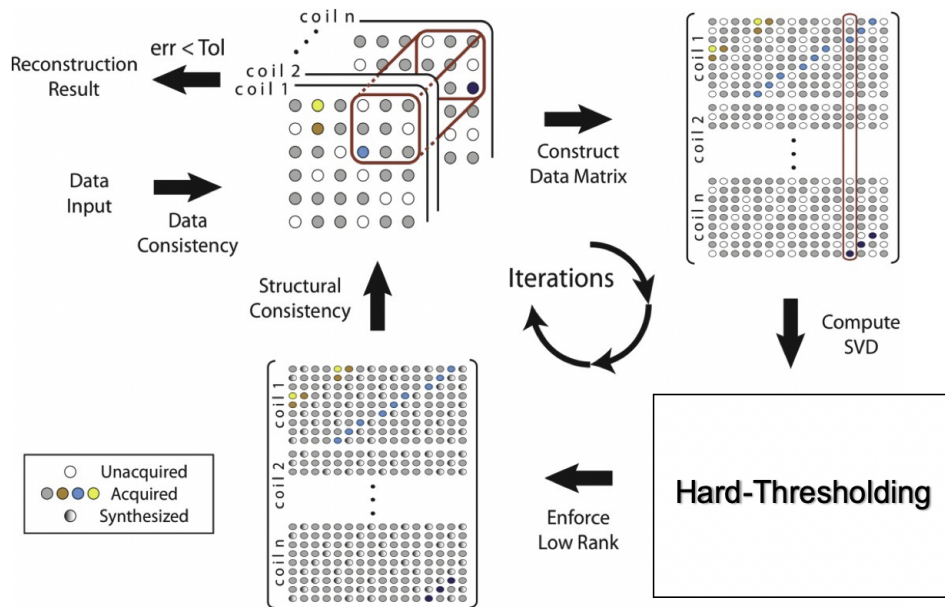 coil n
coil 2
coil 1
err < Tol
Reconstruction
Result
Data
Input
Data
Consistency
Construct
Data Matrix
coil 1
coil 2
coil n
Structural
Consistency
Iterations
Compute
SVD
coil 1
coil 2
coil n
Hard-Thresholding
Enforce
Low Rank
Unacquired
Acquired
Synthesized